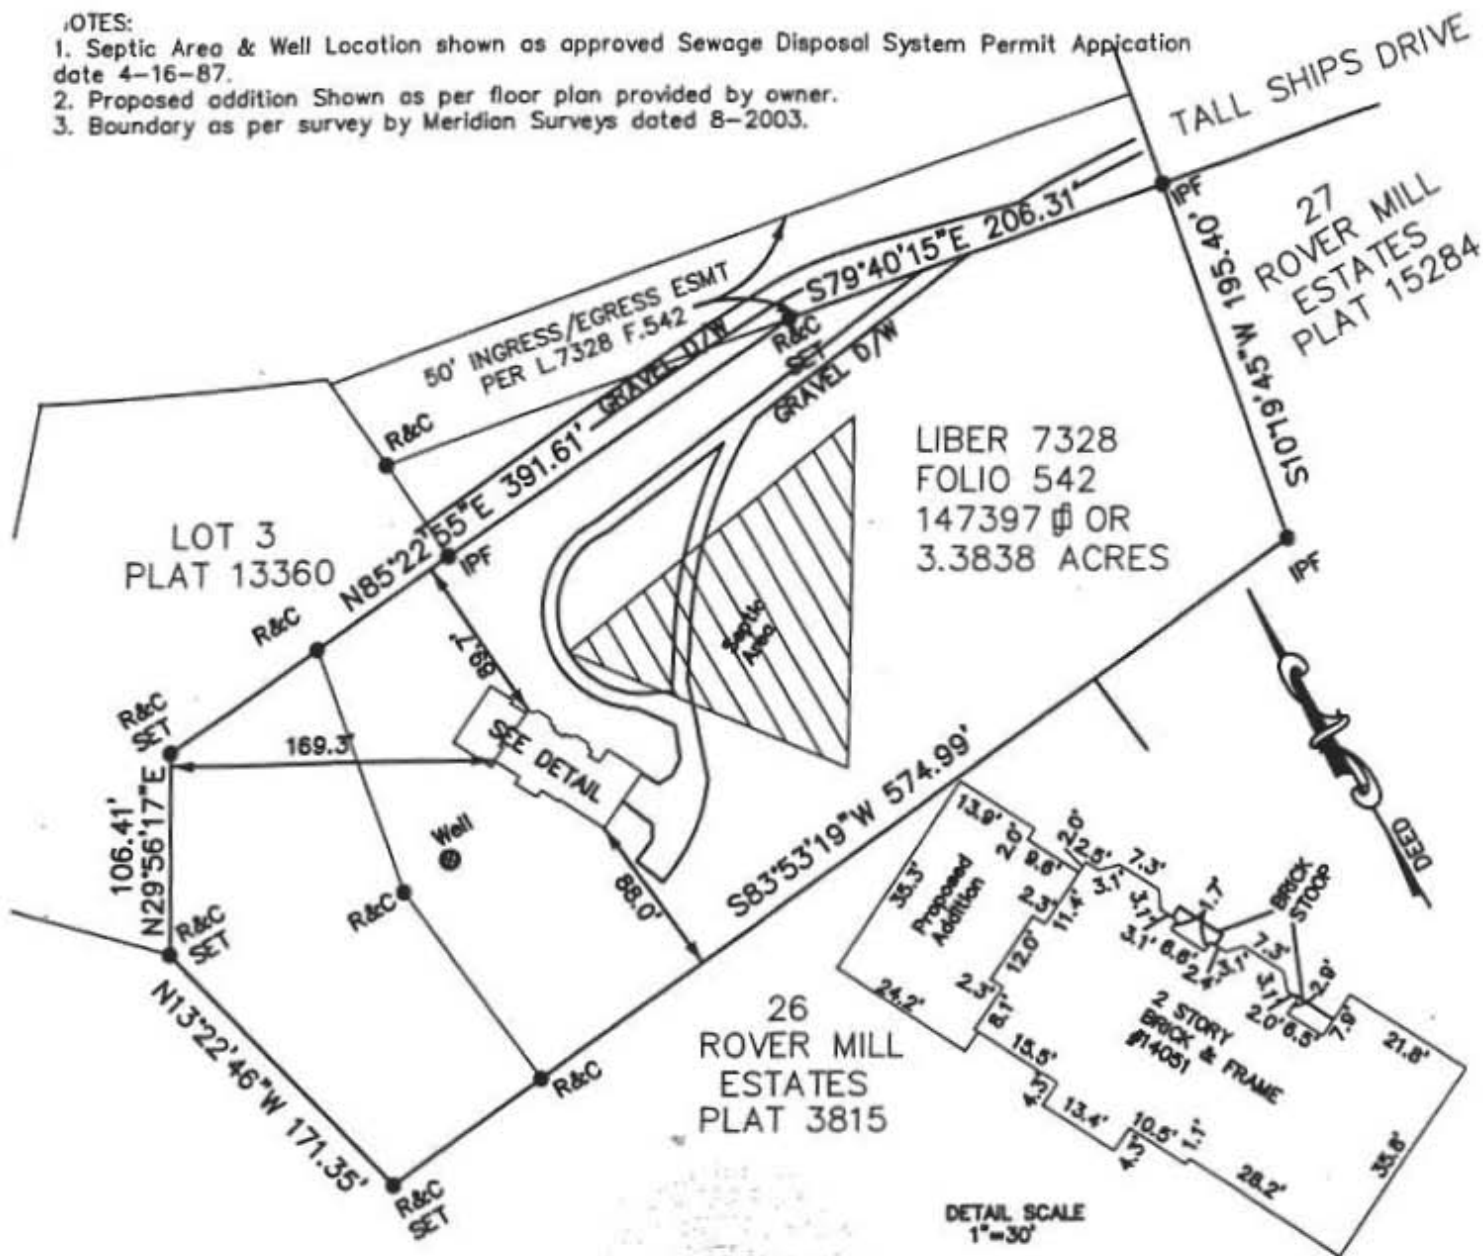 OTES:
1. Septic Area & Well Location shown as approved Sewage Disposal System Permit Appication
date 4-16-87.
2. Proposed addition Shown as per floor plan provided by owner.
3. Boundary as per survey by Meridian Surveys dated 8-2003.
TALL SHIPS DRIVE
IPF
27
ROVER MILL
ESTATES
PLAT 15284
S79°40'15"E 206.31'
S10°19'45"W 195.40'
50' INGRESS/EGRESS ESMT
PER L.7328 F.542
GRAVEL D/W
R&C
SET
GRAVEL D/W
R&C
N85°22'55"E 391.61'
LIBER 7328
FOLIO 542
147397 OR
3.3838 ACRES
LOT 3
PLAT 13360
IPF
IPF
R&C
89.7'
Septic
Area
R&C
SET
169.3'
SEE DETAIL
106.41'
N29°56'17"E
Well
R&C
88.0'
S83°53'19"W 574.99'
R&C
SET
N13°22'46"W 171.35'
R&C
R&C
SET
26
ROVER MILL
ESTATES
PLAT 3815
DEED
13.9'
2.0'
9.6'
2.0'
2.5'
3.1'
7.3'
3.1'
3.1'
6.6'
1.7'
2.4'
3.1'
7.3'
3.1'
2.0'
6.5'
2.9'
7.9'
21.8'
BRICK
STOOP
35.3'
Proposed
Addition
2.3'
11.4'
12.0'
2.3'
8.1'
24.2'
15.5'
4.3'
13.4'
4.3'
10.5'
1.1'
28.2'
35.8'
2 STORY
BRICK & FRAME
#14051
DETAIL SCALE
1"=30'